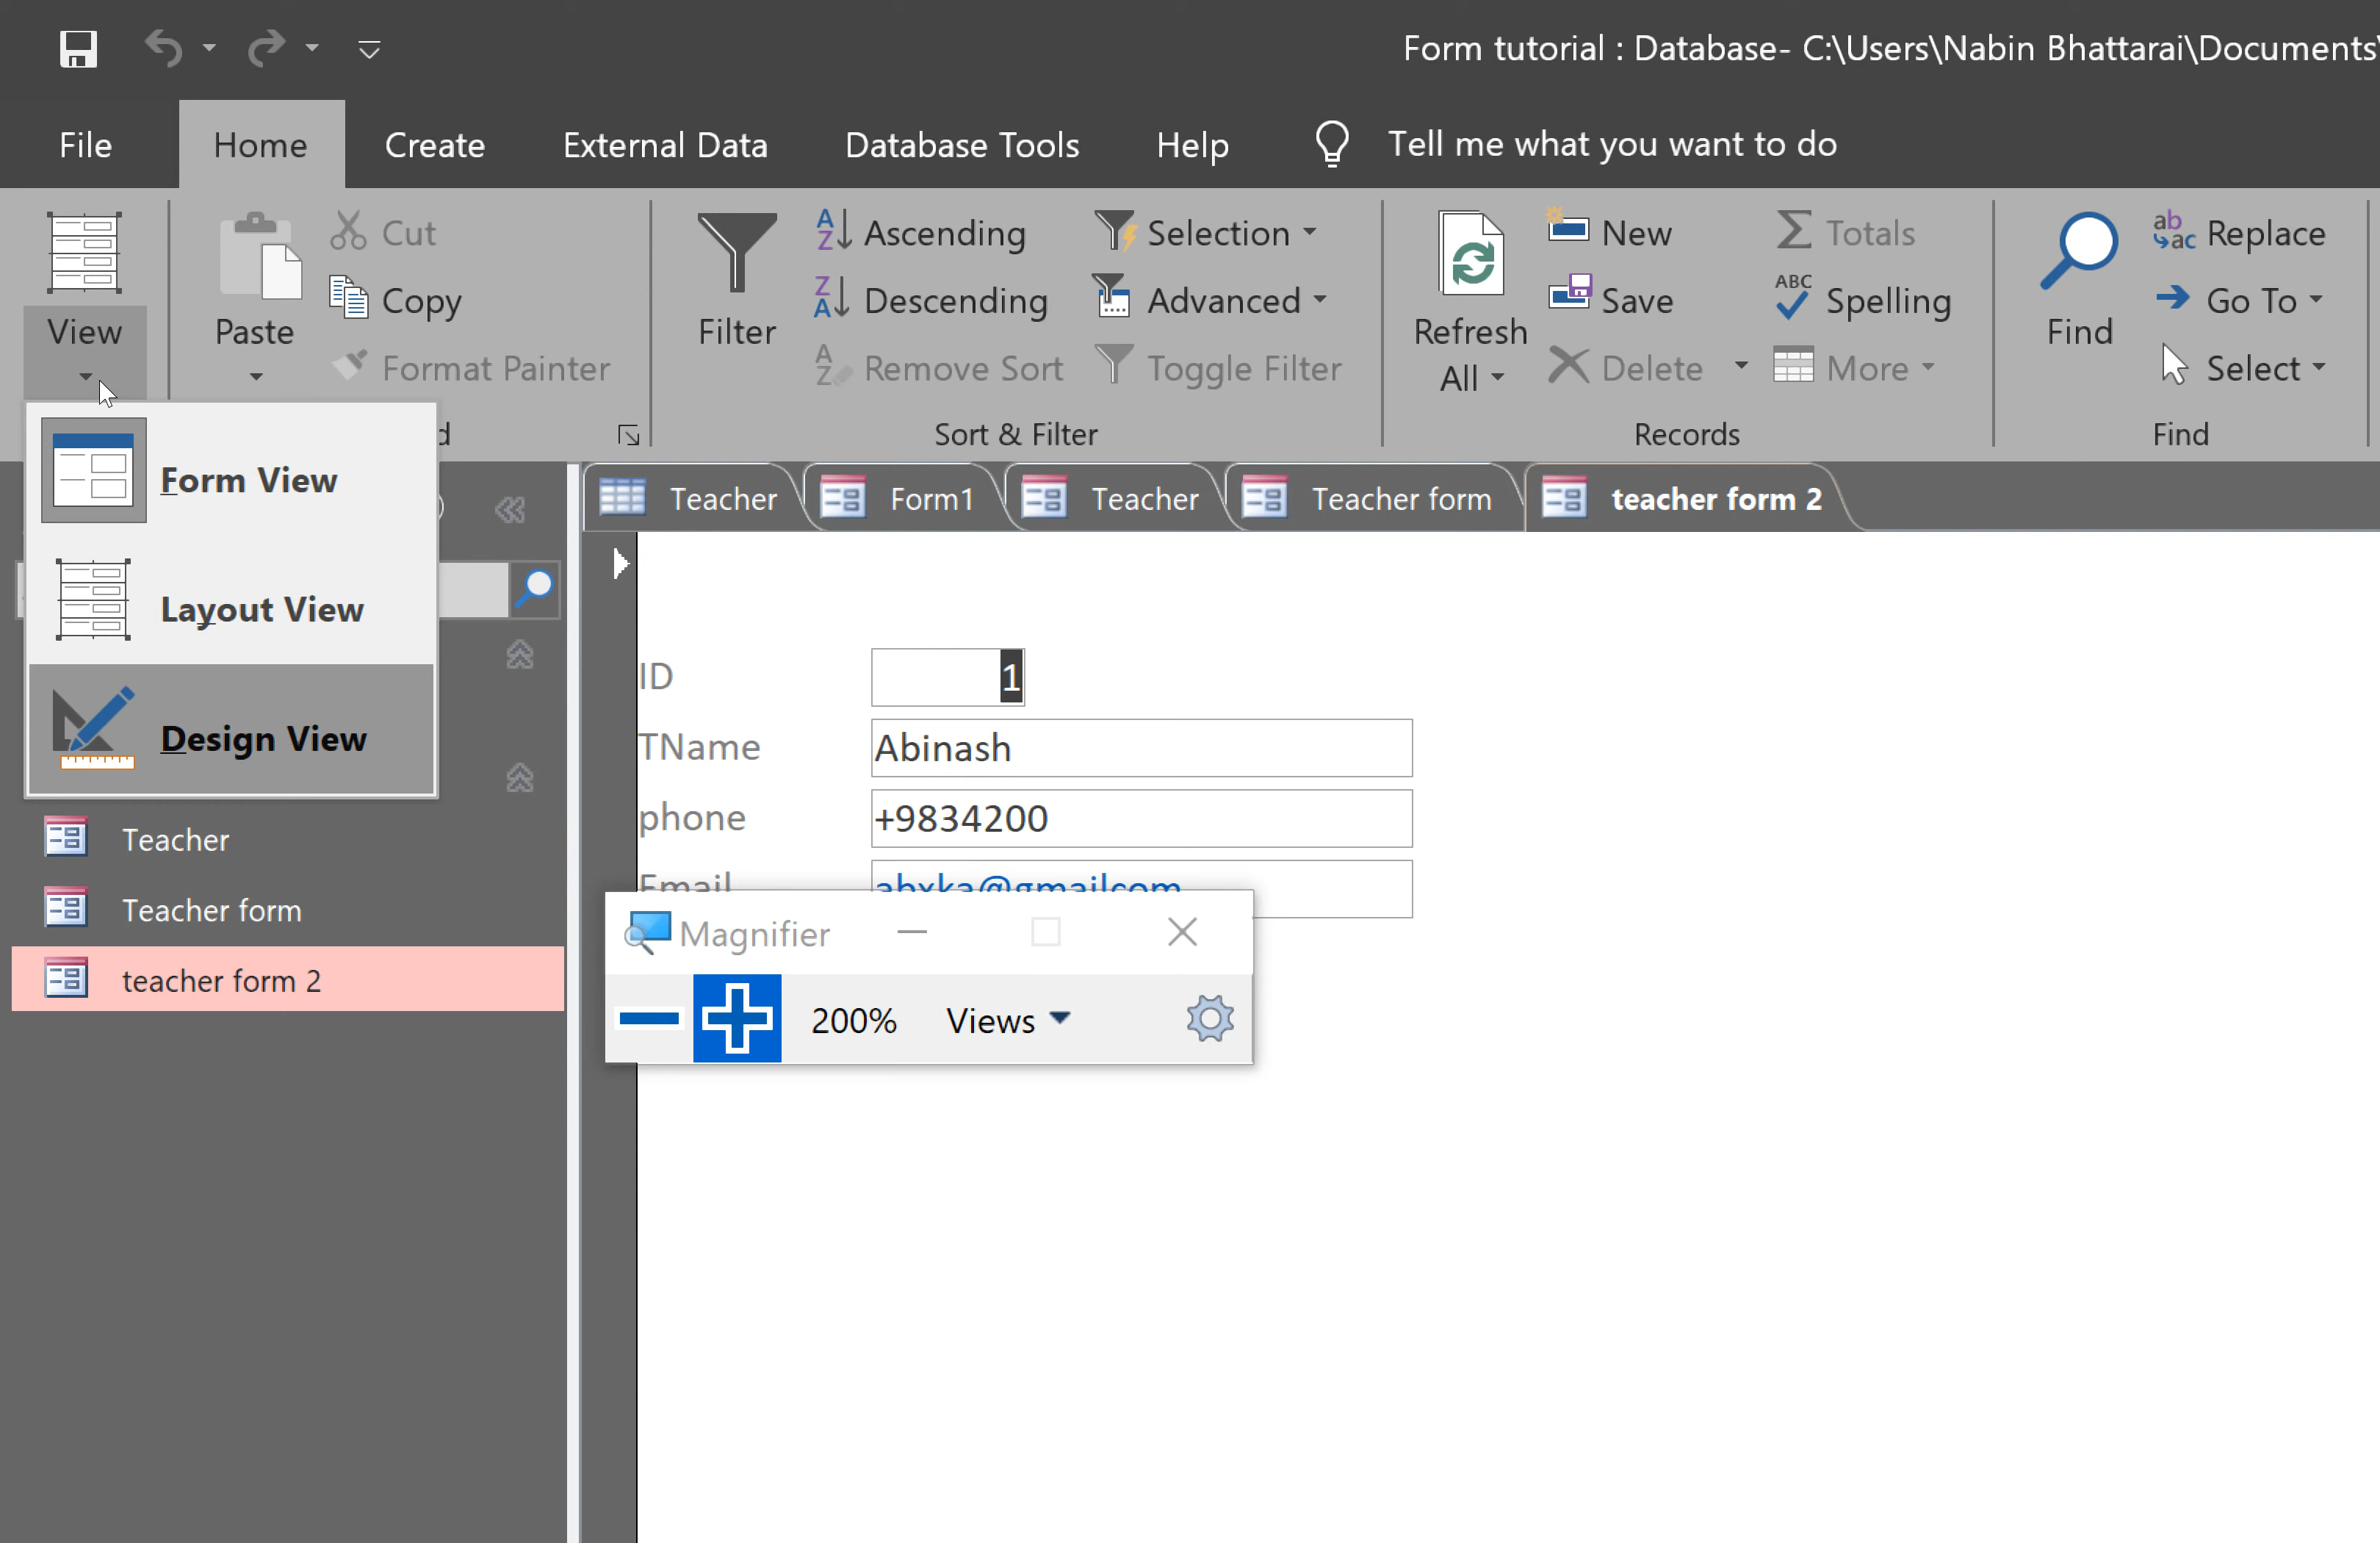 Form tutorial : Database- C:\Users\Nabin Bhattarai\Documents\
File Home Create External Data Database Tools Help Tell me what you want to do
View
Paste
Cut
Copy
Format Painter
d
Filter
Ascending
Descending
Remove Sort
Selection
Advanced
Toggle Filter
Sort & Filter
Refresh
All
New
Save
Delete
Totals
Spelling
More
Records
Find
Replace
Go To
Select
Find
Form View
Layout View
Design View
Teacher
Teacher form
teacher form 2
Teacher Form1 Teacher Teacher form teacher form 2
ID 1
TName Abinash
phone +9834200
Email abxka@gmailcom
Magnifier
200% Views